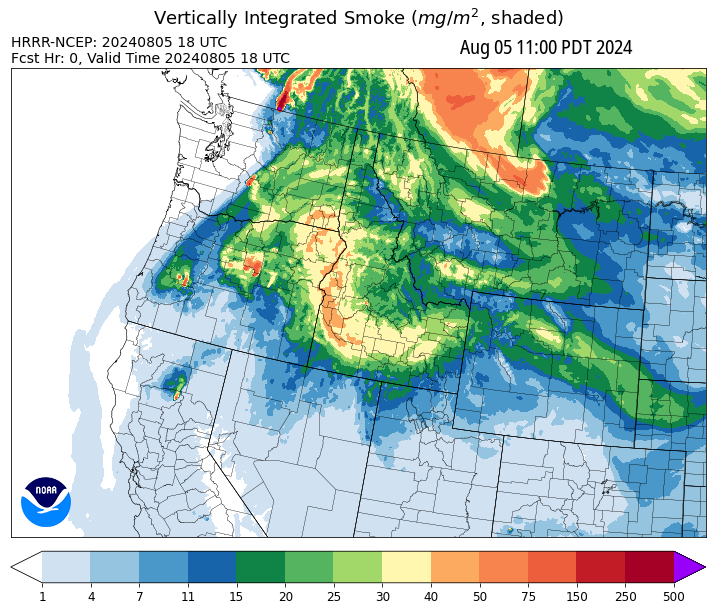 Vertically Integrated Smoke (mg/m², shaded)
HRRR-NCEP: 20240805 18 UTC
Aug 05 11:00 PDT 2024
Fcst Hr: 0, Valid Time 20240805 18 UTC
NOAA
1 4 7 11 15 20 25 30 40 50 75 150 250 500